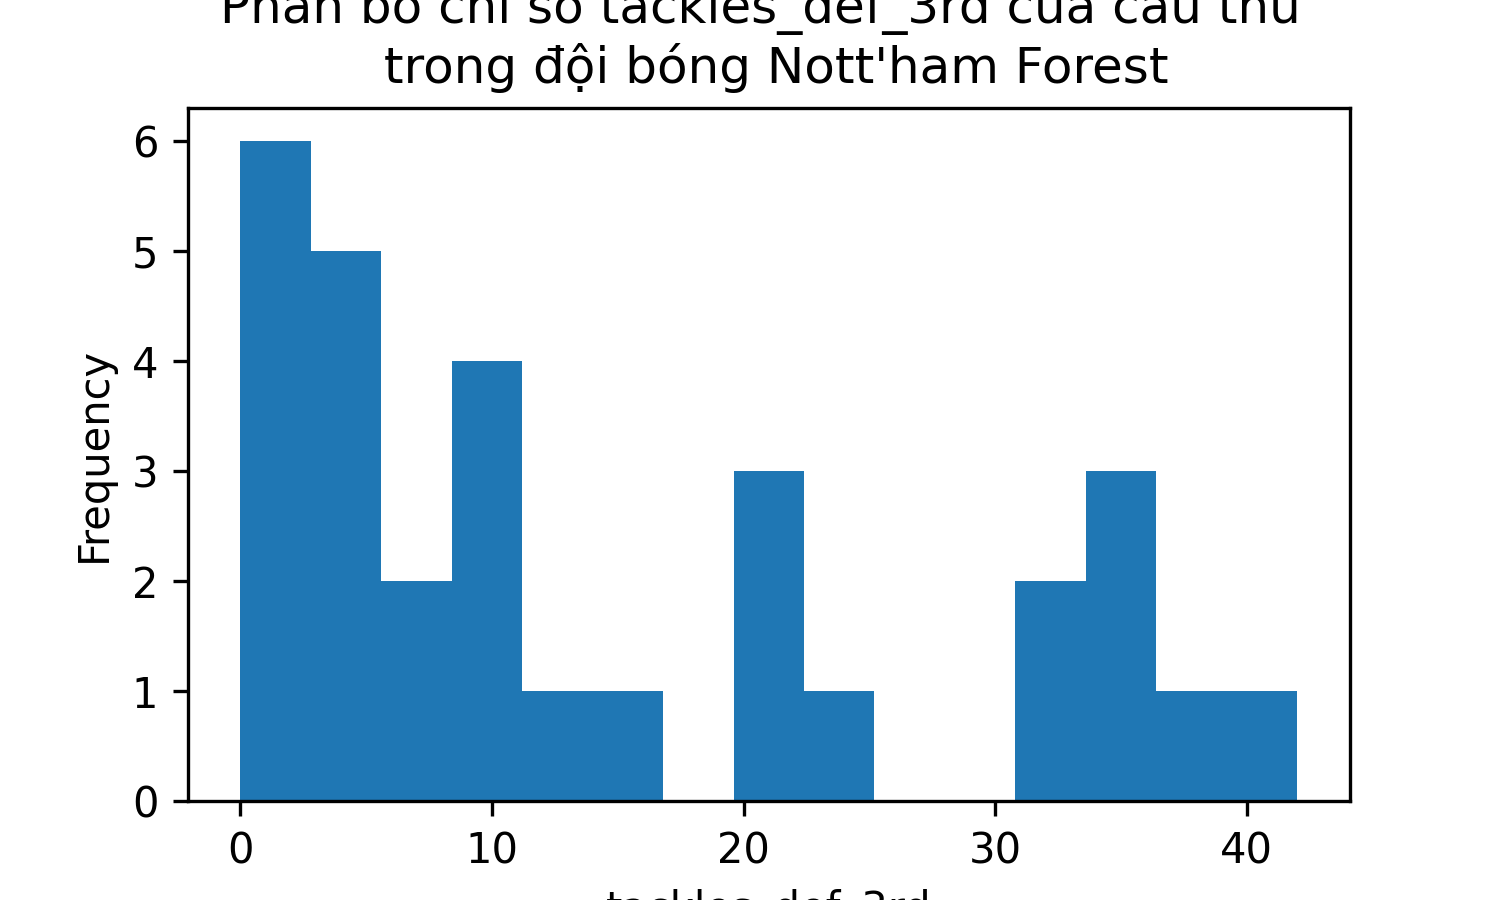 Phân bố chỉ số tackles_def_3rd của cầu thủ
trong đội bóng Nott'ham Forest
6
5
4
3
2
1
0
Frequency
0 10 20 30 40
tackles_def_3rd